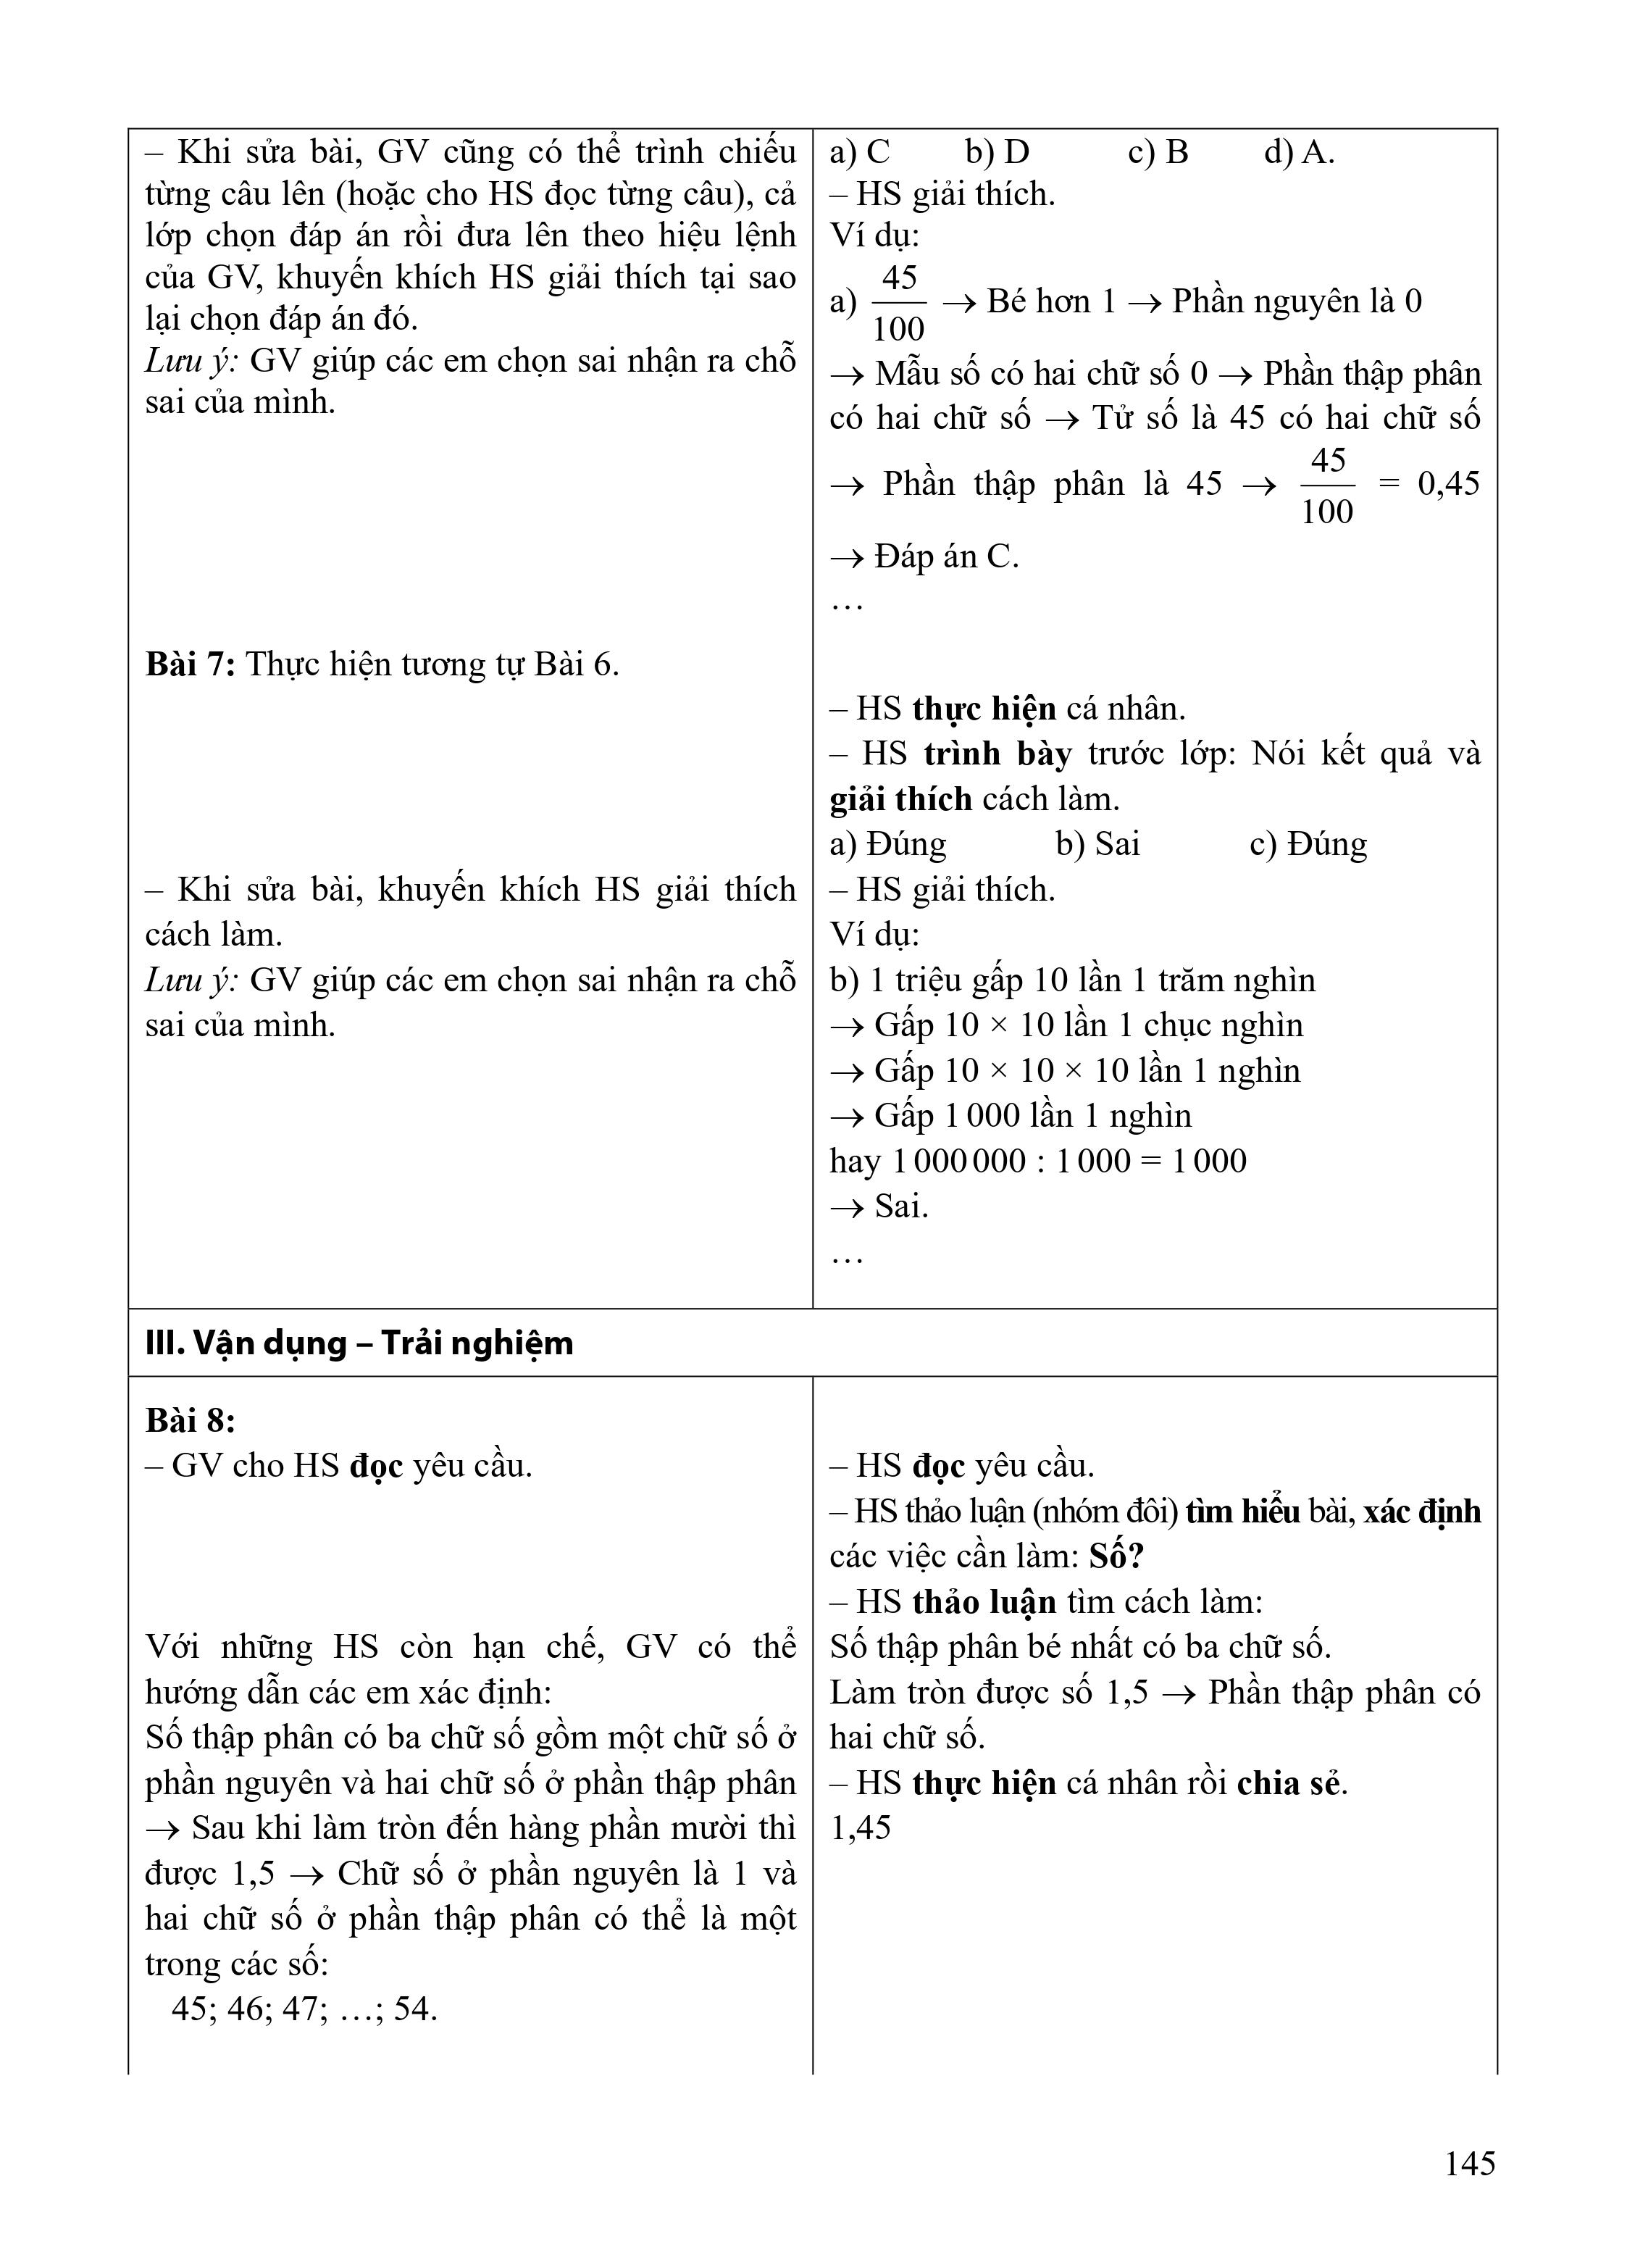 – Khi sửa bài, GV cũng có thể trình chiếu
từng câu lên (hoặc cho HS đọc từng câu), cả
lớp chọn đáp án rồi đưa lên theo hiệu lệnh
của GV, khuyến khích HS giải thích tại sao
lại chọn đáp án đó.
Lưu ý: GV giúp các em chọn sai nhận ra chỗ
sai của mình.
Bài 7: Thực hiện tương tự Bài 6.
– Khi sửa bài, khuyến khích HS giải thích
cách làm.
Lưu ý: GV giúp các em chọn sai nhận ra chỗ
sai của mình.
a) C b) D c) B d) A.
– HS giải thích.
Ví dụ:
a) 45/100 → Bé hơn 1 → Phần nguyên là 0
→ Mẫu số có hai chữ số 0 → Phần thập phân
có hai chữ số → Tử số là 45 có hai chữ số
→ Phần thập phân là 45 → 45/100 = 0,45
→ Đáp án C.
…
– HS thực hiện cá nhân.
– HS trình bày trước lớp: Nói kết quả và
giải thích cách làm.
a) Đúng b) Sai c) Đúng
– HS giải thích.
Ví dụ:
b) 1 triệu gấp 10 lần 1 trăm nghìn
→ Gấp 10 × 10 lần 1 chục nghìn
→ Gấp 10 × 10 × 10 lần 1 nghìn
→ Gấp 1 000 lần 1 nghìn
hay 1 000 000 : 1 000 = 1 000
→ Sai.
…
III. Vận dụng – Trải nghiệm
Bài 8:
– GV cho HS đọc yêu cầu.
Với những HS còn hạn chế, GV có thể
hướng dẫn các em xác định:
Số thập phân có ba chữ số gồm một chữ số ở
phần nguyên và hai chữ số ở phần thập phân
→ Sau khi làm tròn đến hàng phần mười thì
được 1,5 → Chữ số ở phần nguyên là 1 và
hai chữ số ở phần thập phân có thể là một
trong các số:
45; 46; 47; …; 54.
– HS đọc yêu cầu.
– HS thảo luận (nhóm đôi) tìm hiểu bài, xác định
các việc cần làm: Số?
– HS thảo luận tìm cách làm:
Số thập phân bé nhất có ba chữ số.
Làm tròn được số 1,5 → Phần thập phân có
hai chữ số.
– HS thực hiện cá nhân rồi chia sẻ.
1,45
145